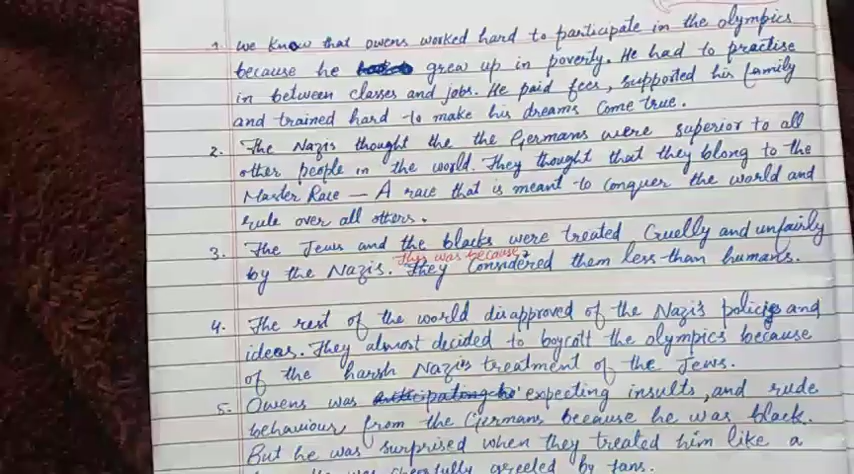 1. we know that owens worked hard to participate in the olympics
because he grew up in poverty. He had to practise
in between classes and jobs. He paid fees, supported his family
and trained hard to make his dreams come true.
2. The Nazis thought the the Germans were superior to all
other people in the world. They thought that they blong to the
Master Race – A race that is meant to conquer the world and
rule over all others.
3. The Jews and the blacks were treated cruelly and unfairly
This was because
by the Nazis. They considered them less than humans.
4. The rest of the world disapproved of the Nazi's policies and
ideas. They almost decided to boycott the olympics because
of the harsh Nazis treatment of the Jews.
5. Owens was anticipating expecting insults, and rude
behaviour from the Germans because he was black.
But he was surprised when they treated him like a
cheerfully greeted by fans.